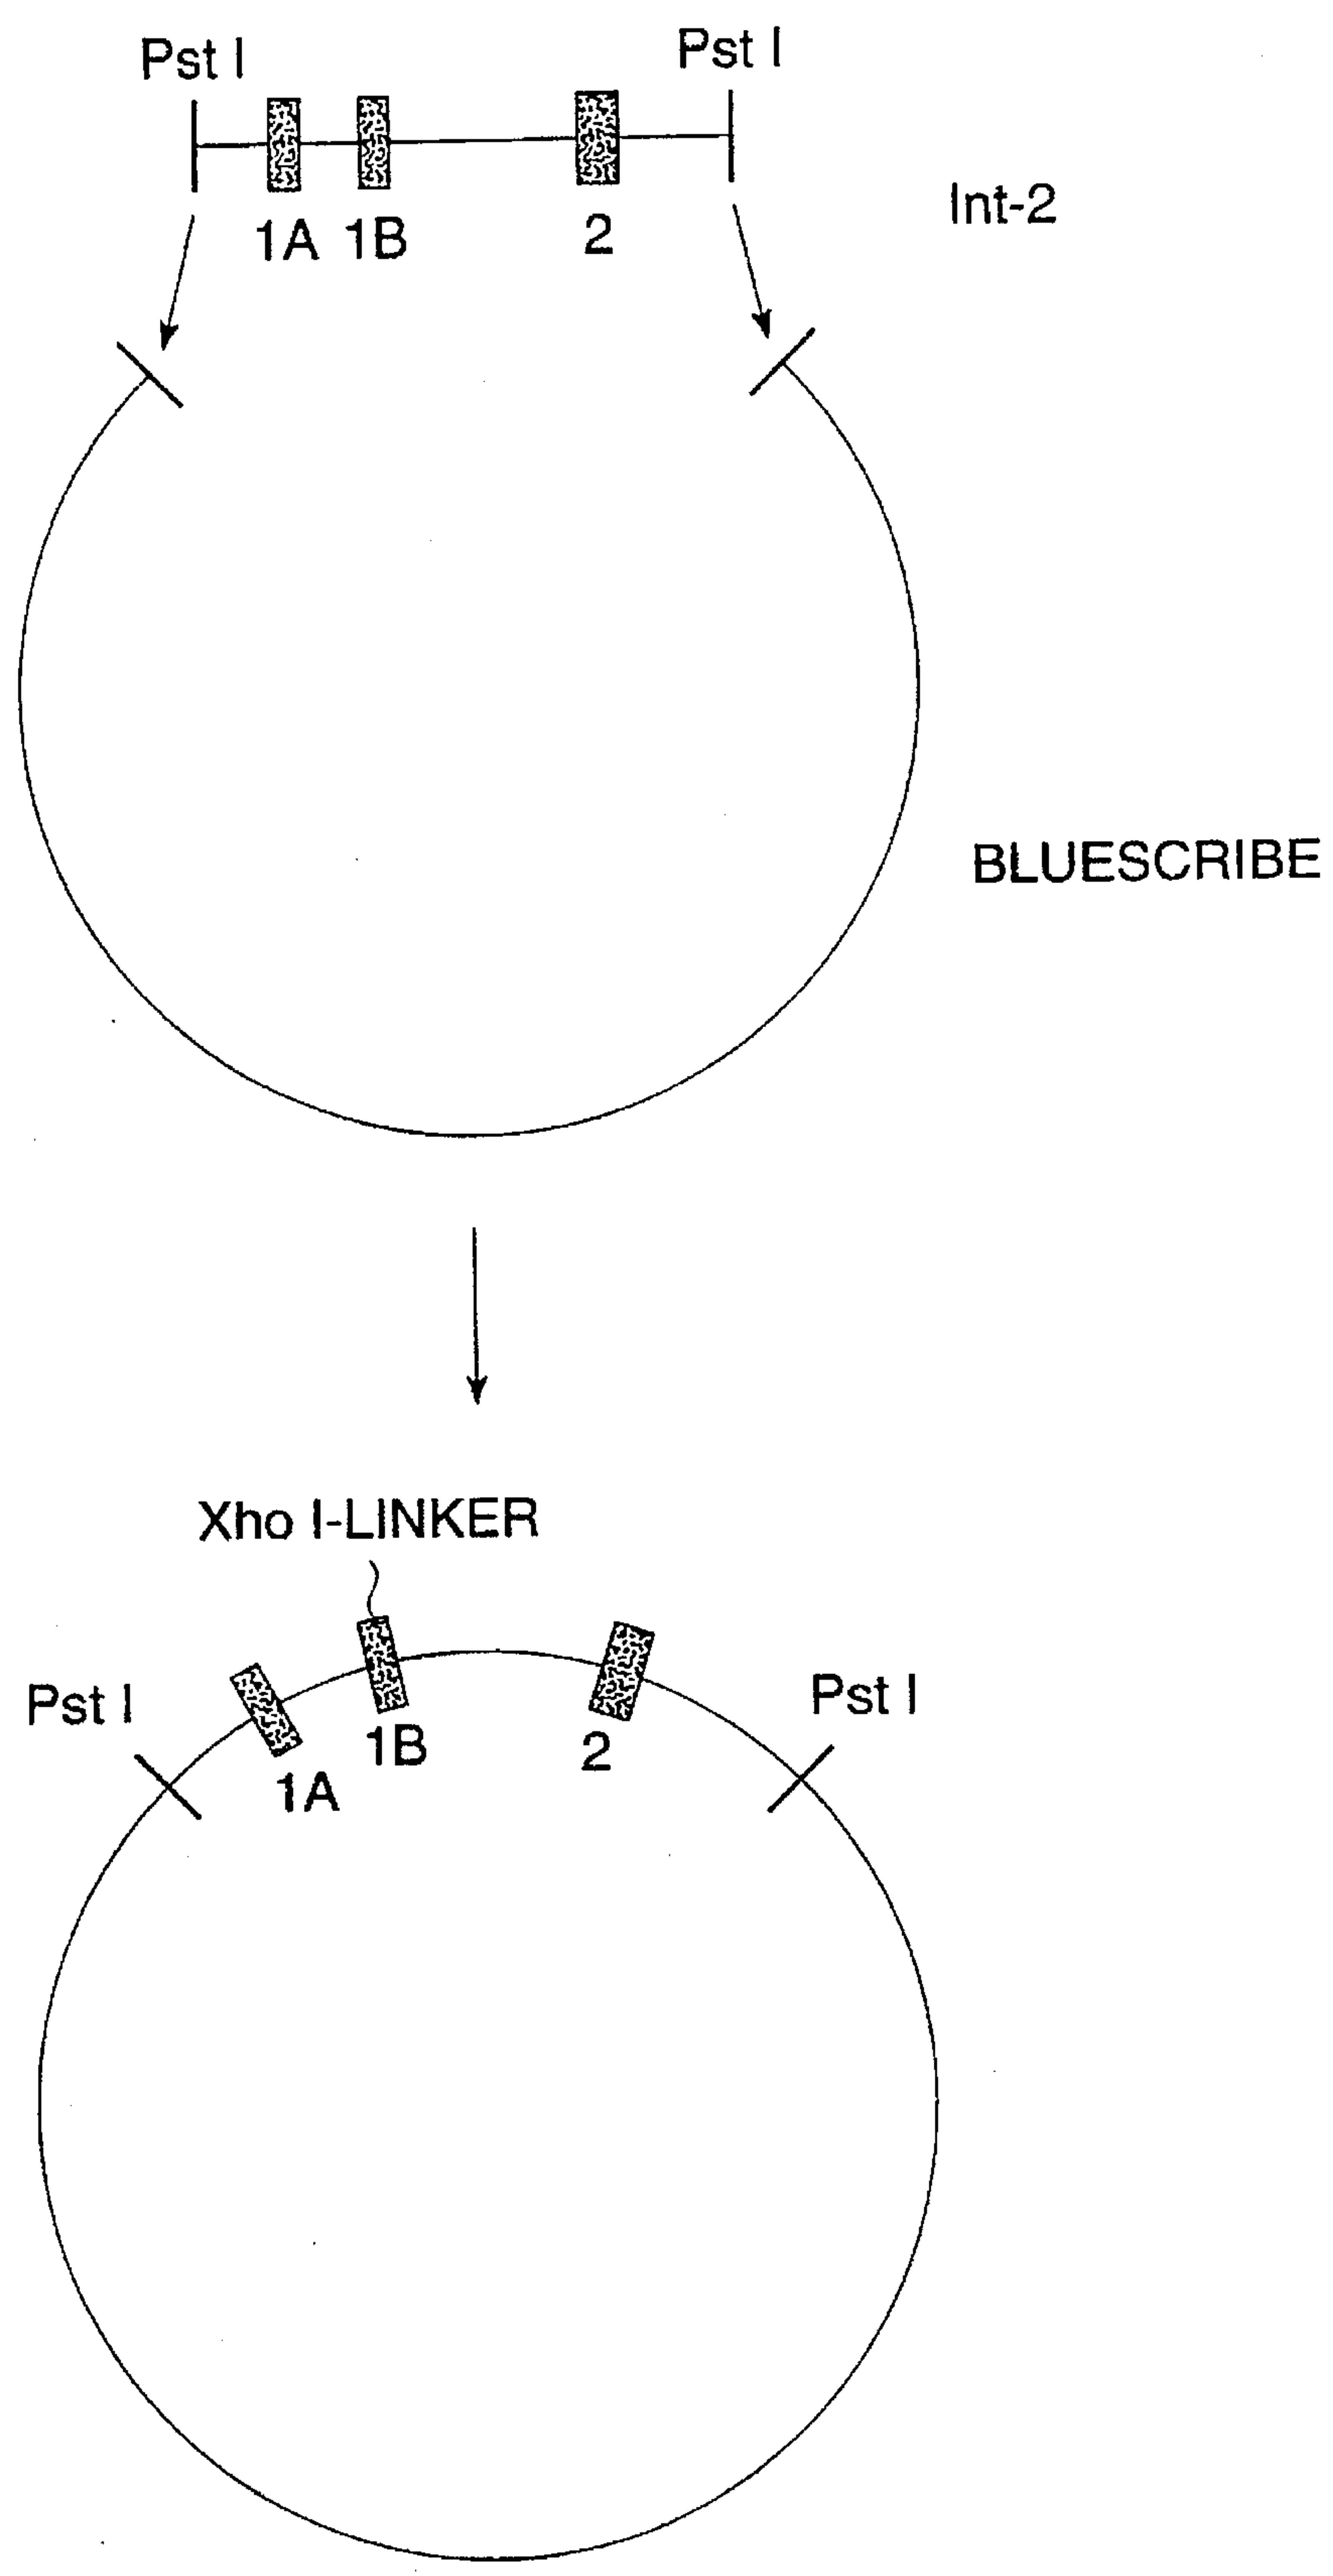 Pst I
Pst I
1A 1B 2
Int-2
BLUESCRIBE
Xho I-LINKER
Pst I
Pst I
1B
2
1A